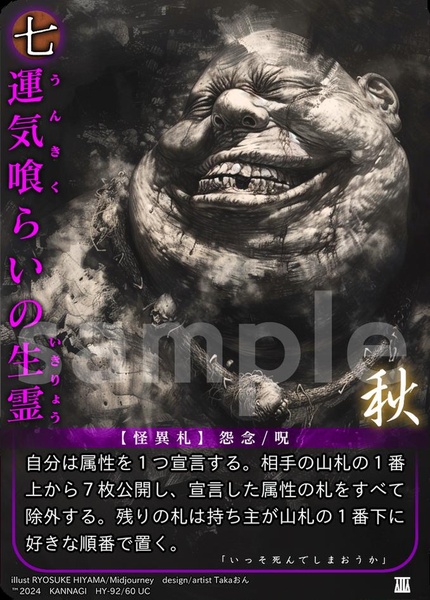 七
運気喰らいの生霊
うんきく
いきりょう
sample
秋
【怪異札】怨念/呪
自分は属性を1つ宣言する。相手の山札の1番
上から7枚公開し、宣言した属性の札をすべて
除外する。残りの札は持ち主が山札の1番下に
好きな順番で置く。
「いっそ死んでしまおうか」
illust RYOSUKE HIYAMA/Midjourney design/artist Takaおん
™2024 KANNAGI HY-92/60 UC